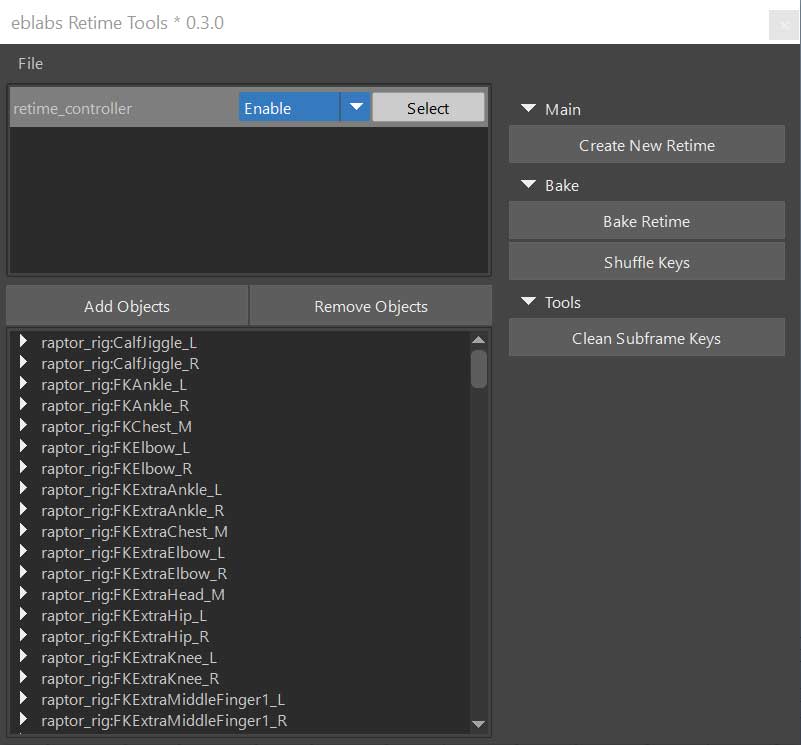 eblabs Retime Tools * 0.3.0
File
retime_controller Enable Select
Add Objects Remove Objects
raptor_rig:CalfJiggle_L
raptor_rig:CalfJiggle_R
raptor_rig:FKAnkle_L
raptor_rig:FKAnkle_R
raptor_rig:FKChest_M
raptor_rig:FKElbow_L
raptor_rig:FKElbow_R
raptor_rig:FKExtraAnkle_L
raptor_rig:FKExtraAnkle_R
raptor_rig:FKExtraChest_M
raptor_rig:FKExtraElbow_L
raptor_rig:FKExtraElbow_R
raptor_rig:FKExtraHead_M
raptor_rig:FKExtraHip_L
raptor_rig:FKExtraHip_R
raptor_rig:FKExtraKnee_L
raptor_rig:FKExtraKnee_R
raptor_rig:FKExtraMiddleFinger1_L
raptor_rig:FKExtraMiddleFinger1_R
Main
Create New Retime
Bake
Bake Retime
Shuffle Keys
Tools
Clean Subframe Keys